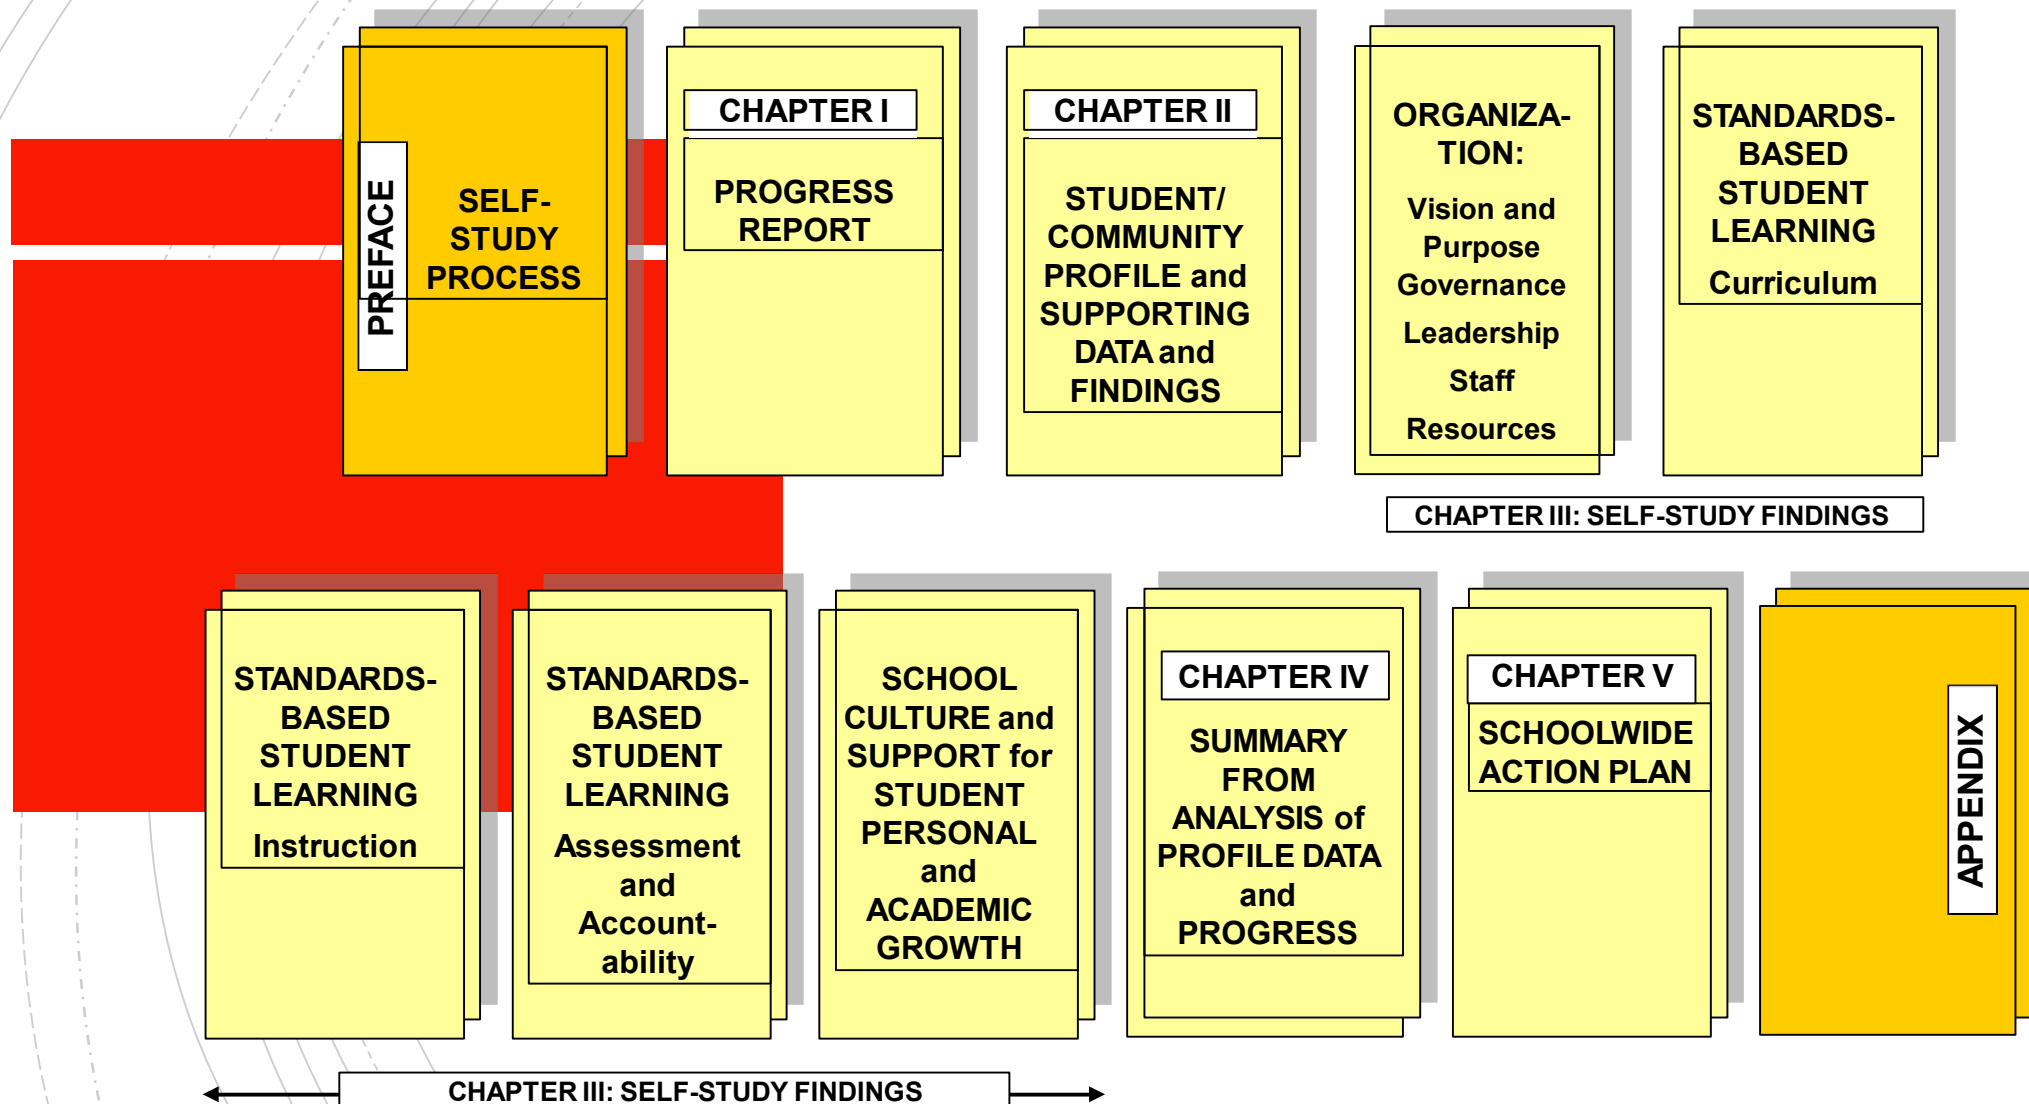 PREFACE
SELF-
STUDY
PROCESS
CHAPTER I
PROGRESS
REPORT
CHAPTER II
STUDENT/
COMMUNITY
PROFILE and
SUPPORTING
DATA and
FINDINGS
ORGANIZA-
TION:
Vision and
Purpose
Governance
Leadership
Staff
Resources
STANDARDS-
BASED
STUDENT
LEARNING
Curriculum
CHAPTER III: SELF-STUDY FINDINGS
STANDARDS-
BASED
STUDENT
LEARNING
Instruction
STANDARDS-
BASED
STUDENT
LEARNING
Assessment
and
Account-
ability
SCHOOL
CULTURE and
SUPPORT for
STUDENT
PERSONAL
and
ACADEMIC
GROWTH
CHAPTER IV
SUMMARY
FROM
ANALYSIS of
PROFILE DATA
and
PROGRESS
CHAPTER V
SCHOOLWIDE
ACTION PLAN
APPENDIX
CHAPTER III: SELF-STUDY FINDINGS